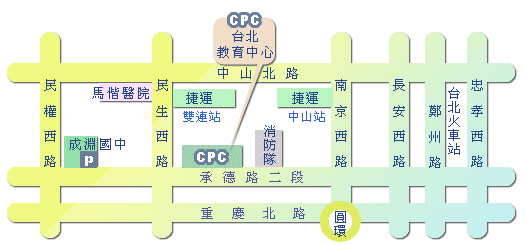 CPC
台北
教育中心
中山北路
民權西路
馬偕醫院
民生西路
捷運
雙連站
捷運
中山站
南京西路
長安西路
鄭州路
台北火車站
忠孝西路
成淵國中
P
CPC
消防隊
承德路二段
重慶北路
圓環